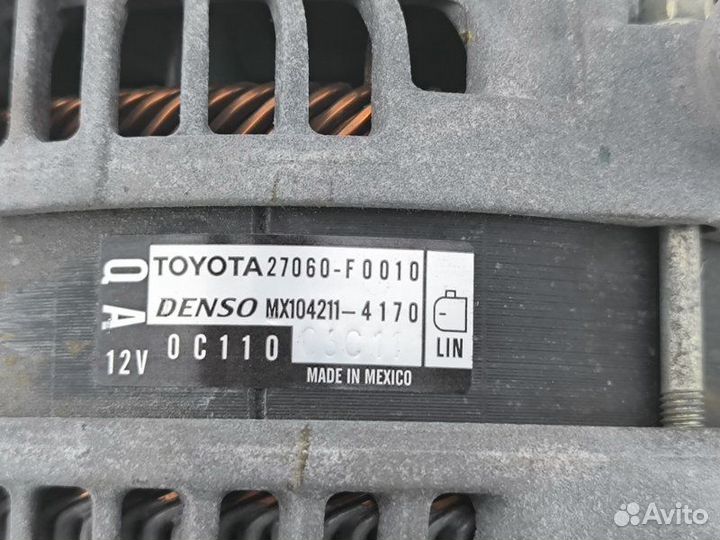 QA
TOYOTA 27060-F0010
DENSO MX104211-4170
12V 0C110
LIN
MADE IN MEXICO
Avito